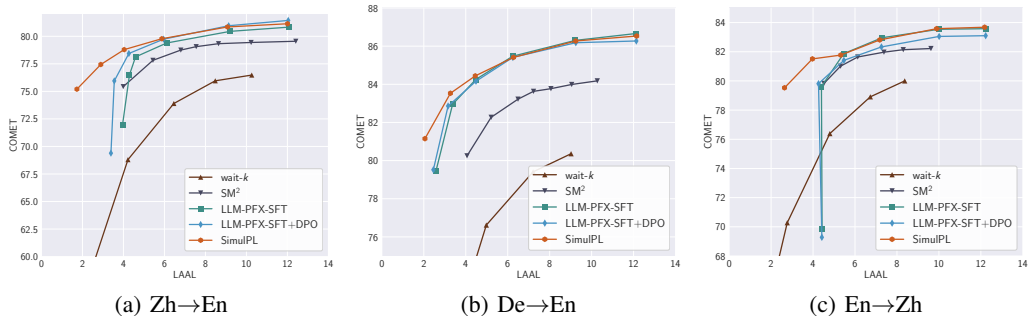 80.0
77.5
75.0
72.5
70.0
67.5
65.0
62.5
60.0
COMET
0 2 4 6 8 10 12 14
LAAL
wait-k
SM²
LLM-PFX-SFT
LLM-PFX-SFT+DPO
SimulPL
(a) Zh→En
88
86
84
82
80
78
76
COMET
0 2 4 6 8 10 12 14
LAAL
wait-k
SM²
LLM-PFX-SFT
LLM-PFX-SFT+DPO
SimulPL
(b) De→En
84
82
80
78
76
74
72
70
68
COMET
0 2 4 6 8 10 12 14
LAAL
wait-k
SM²
LLM-PFX-SFT
LLM-PFX-SFT+DPO
SimulPL
(c) En→Zh